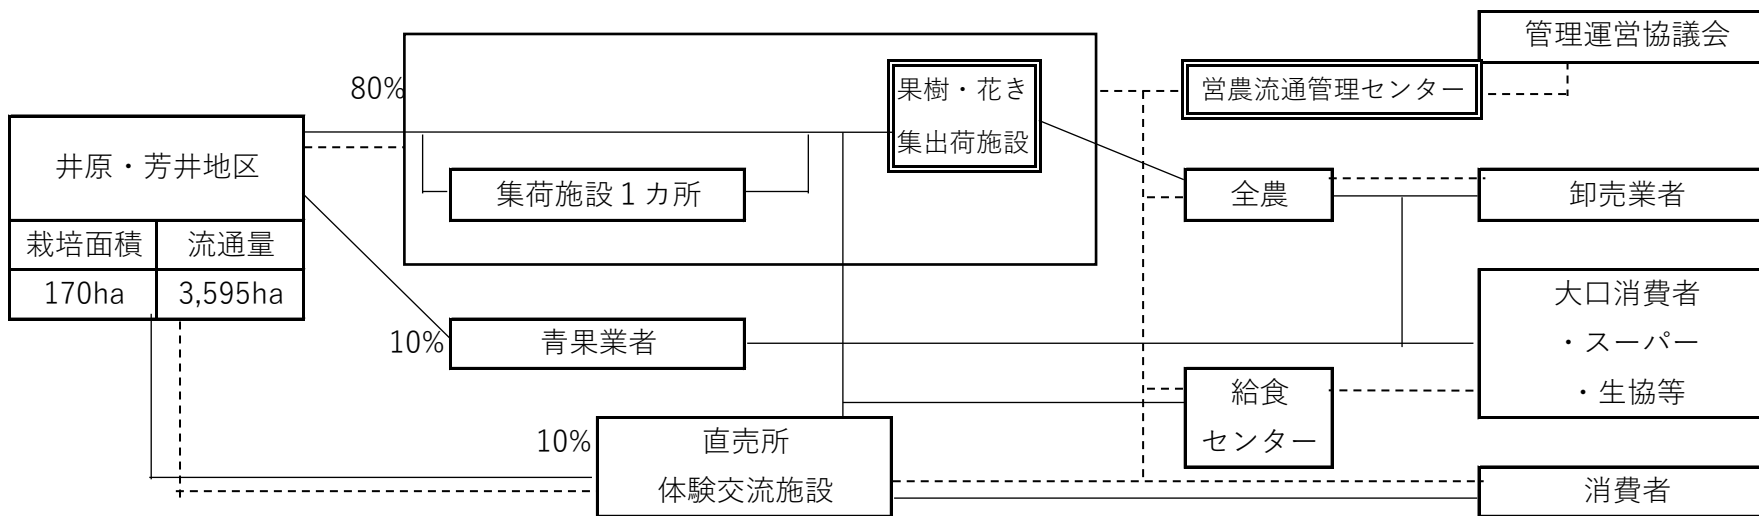 管理運営協議会
80%
果樹・花き
集出荷施設
営農流通管理センター
井原・芳井地区
集荷施設１カ所
全農
卸売業者
栽培面積
流通量
170ha
3,595ha
大口消費者
・スーパー
・生協等
10%
青果業者
給食
センター
10%
直売所
体験交流施設
消費者